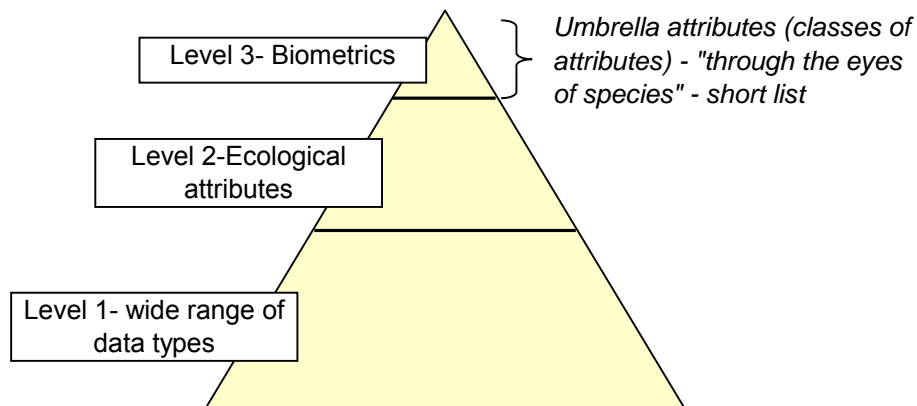 Level 3- Biometrics
Umbrella attributes (classes of
attributes) - "through the eyes
of species" - short list
Level 2-Ecological
attributes
Level 1- wide range of
data types